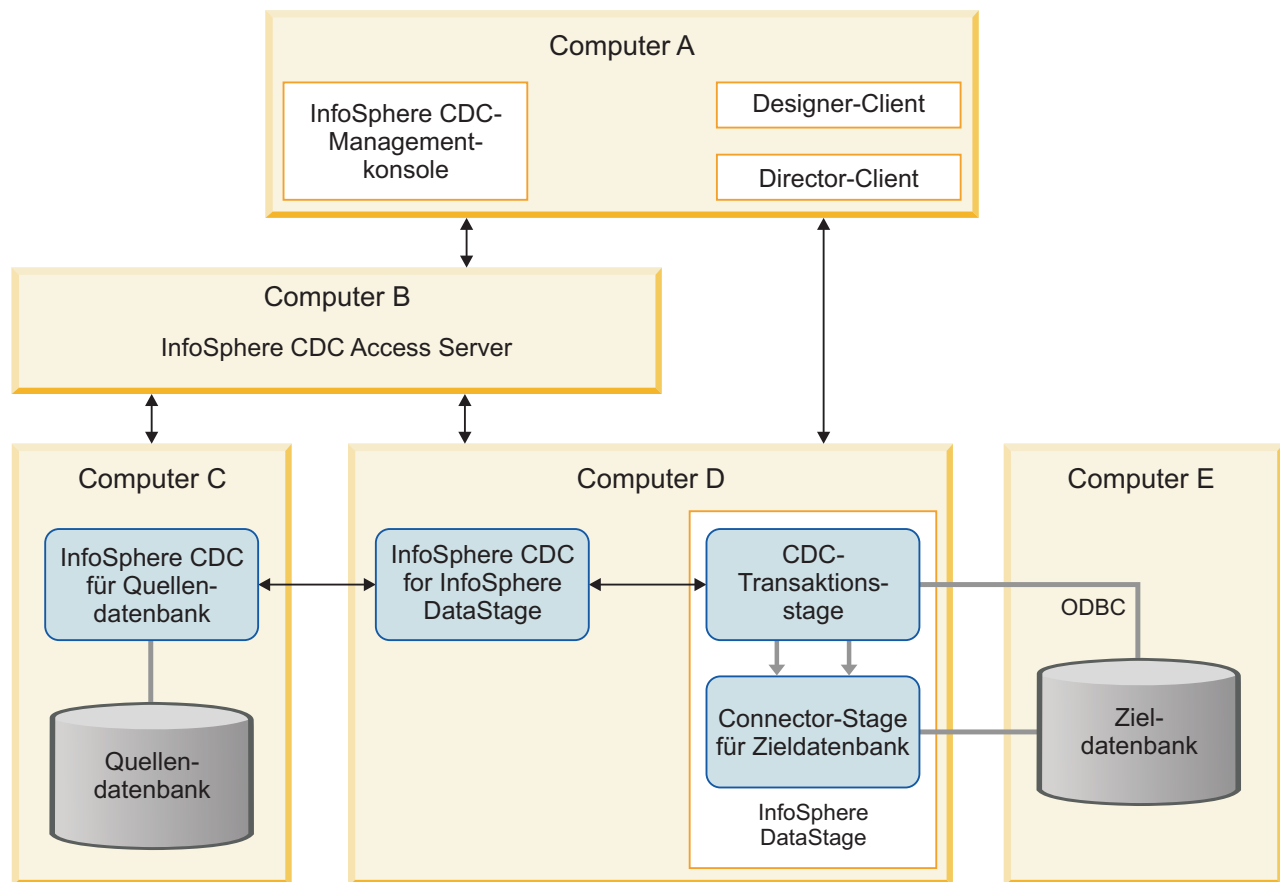 Computer A
InfoSphere CDC-
Management-
konsole
Designer-Client
Director-Client
Computer B
InfoSphere CDC Access Server
Computer C
InfoSphere CDC
für Quellen-
datenbank
Quellen-
datenbank
Computer D
InfoSphere CDC
for InfoSphere
DataStage
CDC-
Transaktions-
stage
Connector-Stage
für Zieldatenbank
InfoSphere
DataStage
Computer E
ODBC
Ziel-
datenbank